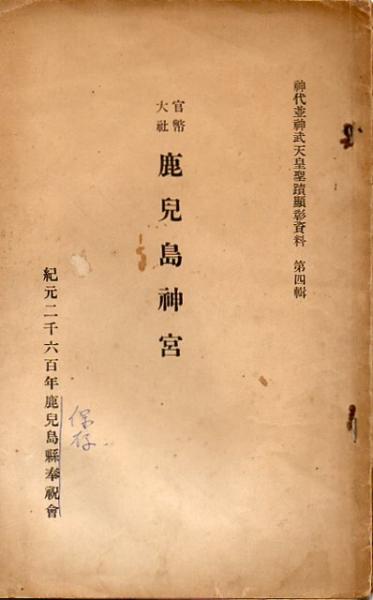 神代並神武天皇聖蹟顯彰資料　第四輯
官幣大社　鹿兒島神宮
紀元二千六百年鹿兒島縣奉祝會
保存